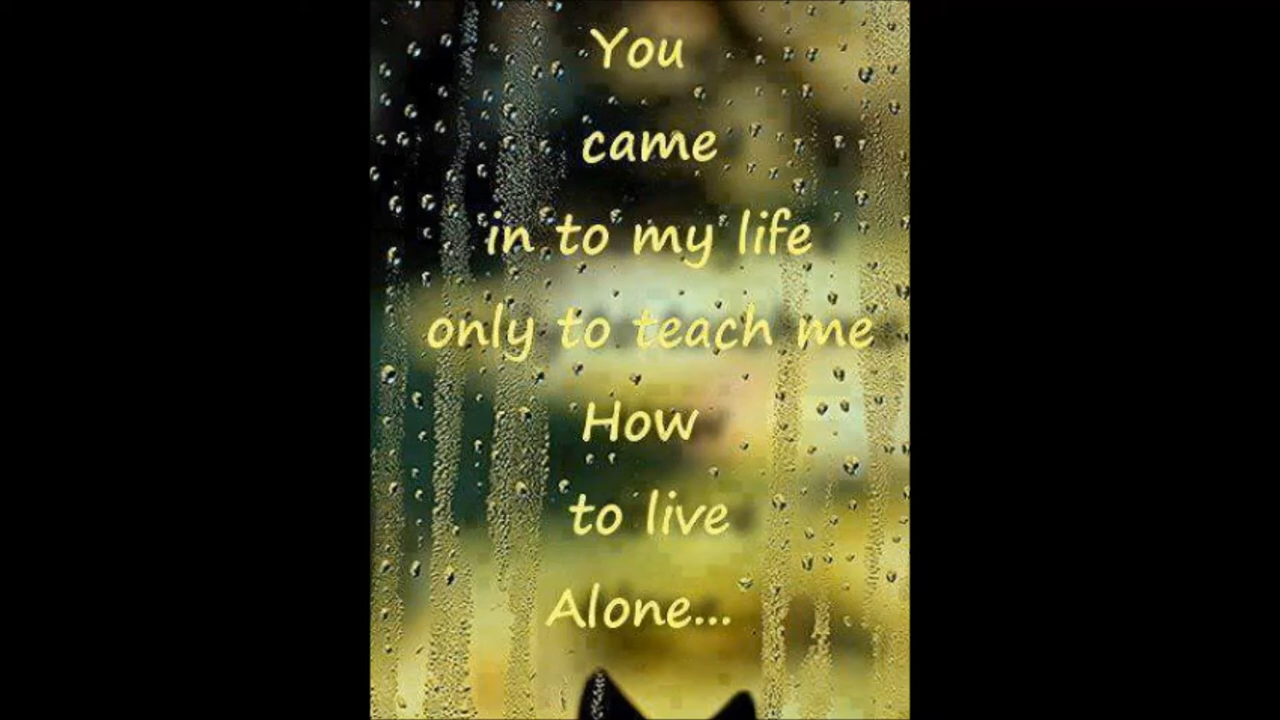 You
came
in to my life
only to teach me
How
to live
Alone...